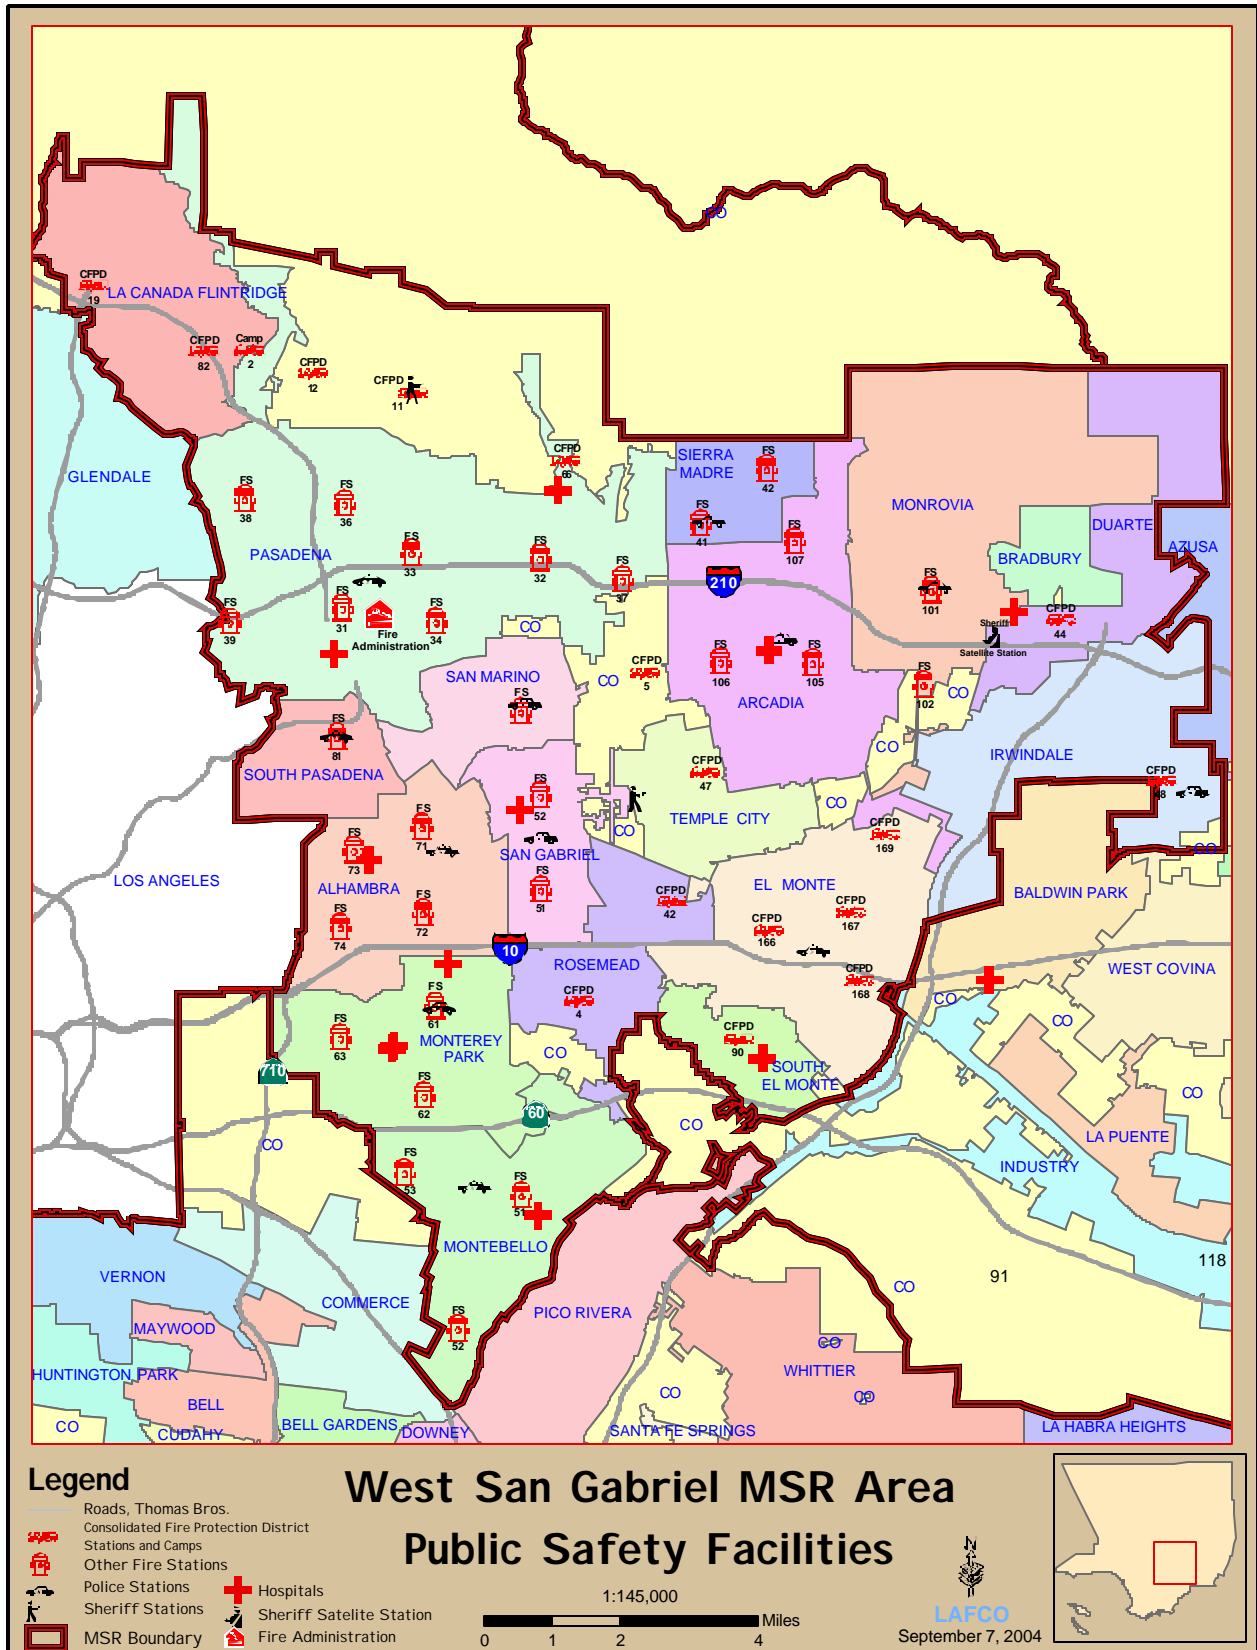 CO
CFPD
19
LA CANADA FLINTRIDGE
CFPD
82
Camp
2
CFPD
12
CFPD
11
GLENDALE
CFPD
66
SIERRA
MADRE
FS
42
FS
41
FS
107
MONROVIA
DUARTE
AZUSA
BRADBURY
FS
38
FS
36
PASADENA
FS
33
FS
32
FS
37
210
FS
101
CFPD
44
Sheriff
Satellite Station
FS
39
FS
31
Fire
Administration
FS
34
CO
SAN MARINO
FS
CO
CFPD
5
FS
106
FS
105
ARCADIA
FS
102
CO
CO
IRWINDALE
FS
81
SOUTH PASADENA
CFPD
47
CFPD
48
CO
TEMPLE CITY
CO
FS
52
FS
71
FS
73
SAN GABRIEL
CO
CFPD
169
LOS ANGELES
ALHAMBRA
FS
51
CFPD
42
EL MONTE
CFPD
167
CFPD
166
BALDWIN PARK
FS
74
FS
72
10
ROSEMEAD
CFPD
168
WEST COVINA
CO
CFPD
4
FS
61
FS
63
MONTEREY
PARK
CO
CFPD
90
SOUTH
EL MONTE
CO
710
FS
62
60
CO
CO
CO
LA PUENTE
INDUSTRY
FS
53
FS
51
MONTEBELLO
VERNON
COMMERCE
PICO RIVERA
CO
91
118
MAYWOOD
FS
52
HUNTINGTON PARK
CO
WHITTIER
CO
CO
BELL
CO
CUDAHY
BELL GARDENS
DOWNEY
SANTA FE SPRINGS
LA HABRA HEIGHTS
Legend
Roads, Thomas Bros.
Consolidated Fire Protection District
Stations and Camps
Other Fire Stations
Police Stations
Sheriff Stations
MSR Boundary
Hospitals
Sheriff Satelite Station
Fire Administration
West San Gabriel MSR Area
Public Safety Facilities
1:145,000
Miles
0 1 2 4
N
LAFCO
September 7, 2004